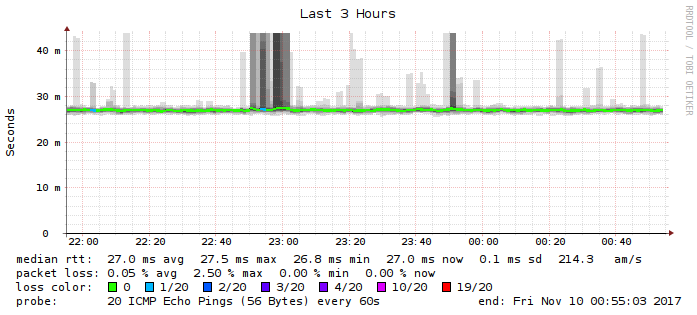 Last 3 Hours
RRDTOOL / TOBI OETIKER
Seconds
40 m
30 m
20 m
10 m
0
22:00 22:20 22:40 23:00 23:20 23:40 00:00 00:20 00:40
median rtt: 27.0 ms avg 27.5 ms max 26.8 ms min 27.0 ms now 0.1 ms sd 214.3 am/s
packet loss: 0.05 % avg 2.50 % max 0.00 % min 0.00 % now
loss color: 0 1/20 2/20 3/20 4/20 10/20 19/20
probe: 20 ICMP Echo Pings (56 Bytes) every 60s end: Fri Nov 10 00:55:03 2017